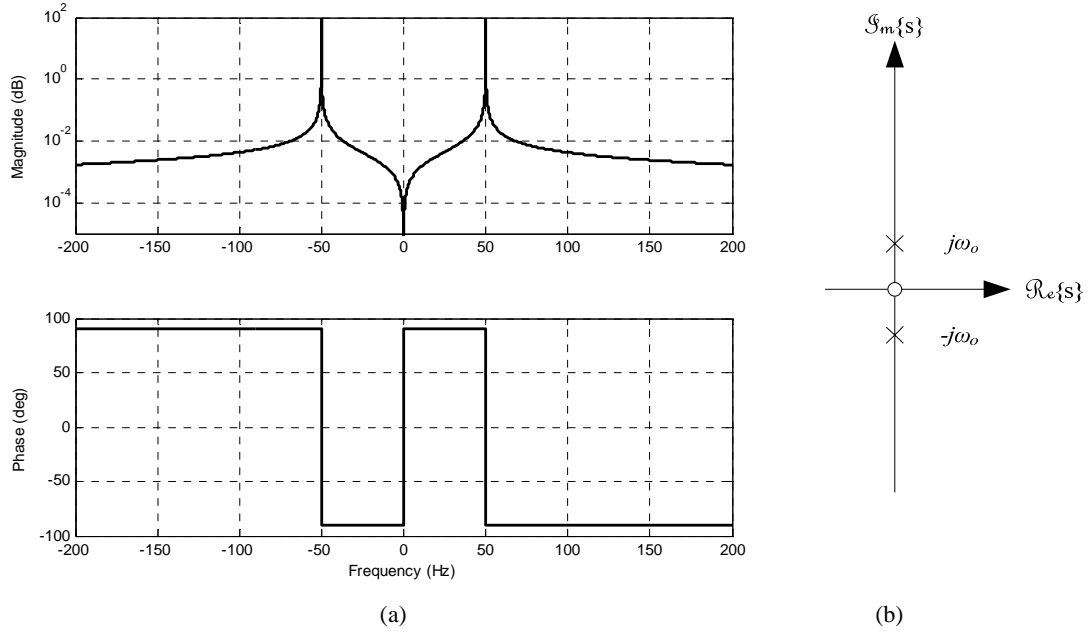 Magnitude (dB)
10^2
10^0
10^-2
10^-4
-200 -150 -100 -50 0 50 100 150 200
Phase (deg)
100
50
0
-50
-100
-200 -150 -100 -50 0 50 100 150 200
Frequency (Hz)
(a)
ℐm{s}
jω_o
ℛe{s}
-jω_o
(b)